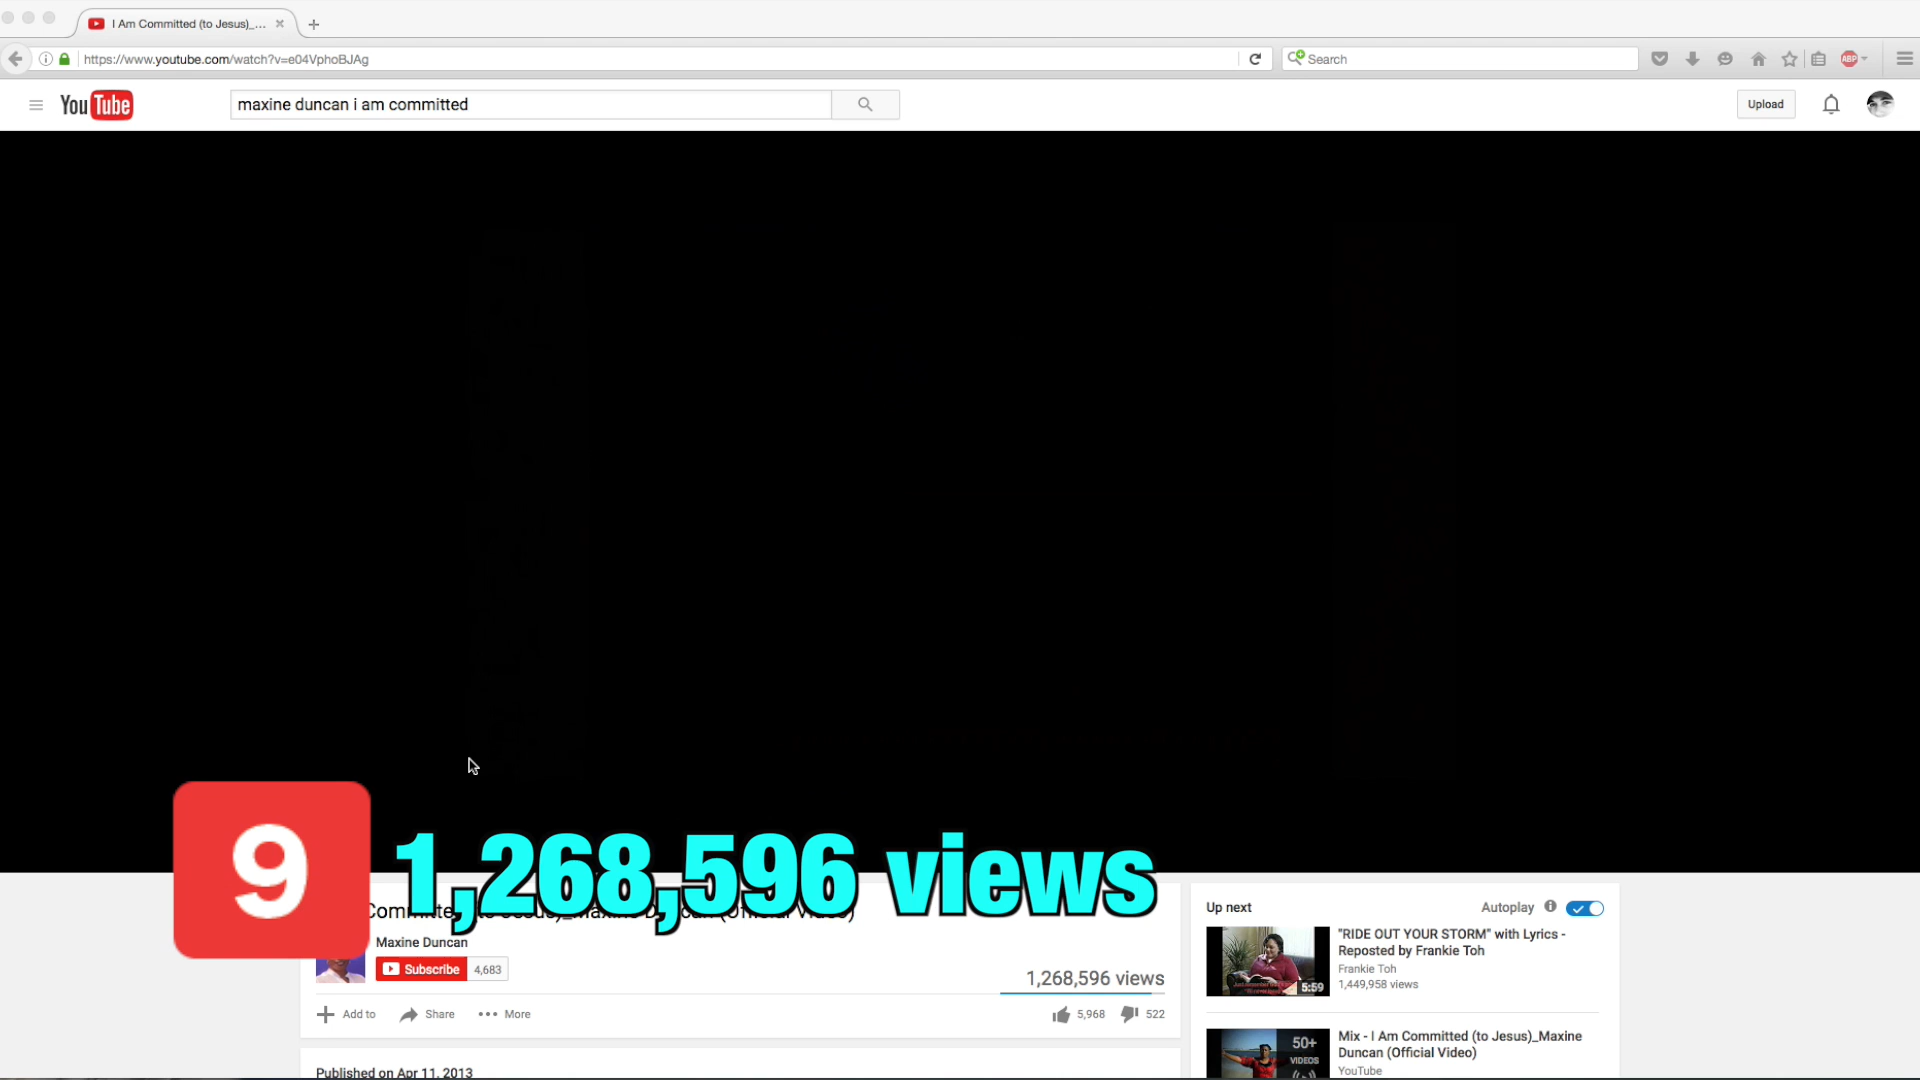 I Am Committed (to Jesus)_...
https://www.youtube.com/watch?v=e04VphoBJAg
Search
ABP
YouTube
maxine duncan i am committed
Upload
9
1,268,596 views
Maxine Duncan
Subscribe 4,683
1,268,596 views
Add to Share More
5,968 522
Published on Apr 11, 2013
Up next
Autoplay
"RIDE OUT YOUR STORM" with Lyrics -
Reposted by Frankie Toh
Frankie Toh
1,449,958 views
5:59
Mix - I Am Committed (to Jesus)_Maxine
Duncan (Official Video)
YouTube
50+
VIDEOS